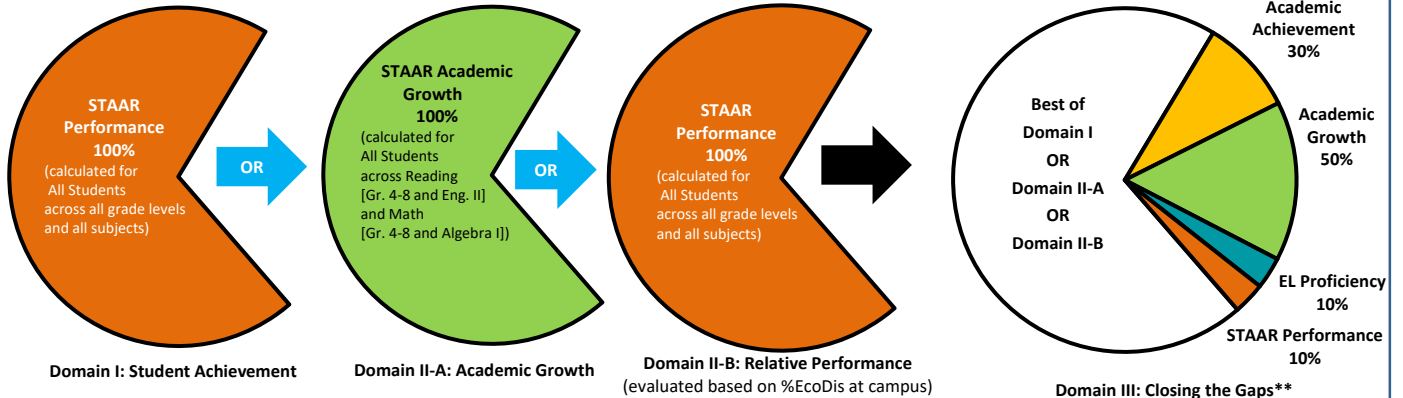 STAAR
Performance
100%
(calculated for
All Students
across all grade levels
and all subjects)
OR
Domain I: Student Achievement
STAAR Academic
Growth
100%
(calculated for
All Students
across Reading
[Gr. 4-8 and Eng. II]
and Math
[Gr. 4-8 and Algebra I])
OR
Domain II-A: Academic Growth
STAAR
Performance
100%
(calculated for
All Students
across all grade levels
and all subjects)
Domain II-B: Relative Performance
(evaluated based on %EcoDis at campus)
Best of
Domain I
OR
Domain II-A
OR
Domain II-B
Academic
Achievement
30%
Academic
Growth
50%
EL Proficiency
10%
STAAR Performance
10%
Domain III: Closing the Gaps**